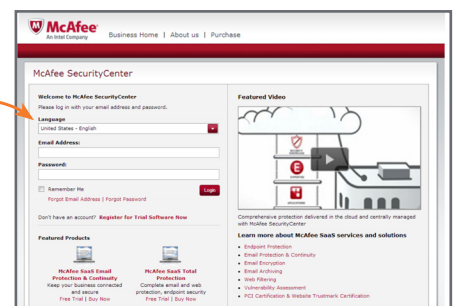 McAfee
An Intel Company
Business Home | About us | Purchase
McAfee SecurityCenter
Welcome to McAfee SecurityCenter
Please log in with your email address and password.
Language
United States - English
Email Address:
Password:
Remember Me
Login
Forgot Email Address | Forgot Password
Don't have an account? Register for Trial Software Now
Featured Products
McAfee SaaS Email
Protection & Continuity
Keep your business connected
and secure
Free Trial | Buy Now
McAfee SaaS Total
Protection
Complete email and web
protection, endpoint security
Free Trial | Buy Now
Featured Video
Comprehensive protection delivered in the cloud and centrally managed
with McAfee SecurityCenter
Learn more about McAfee SaaS services and solutions
Endpoint Protection
Email Protection & Continuity
Email Encryption
Email Archiving
Web Filtering
Vulnerability Assessment
PCI Certification & Website Trustmark Certification